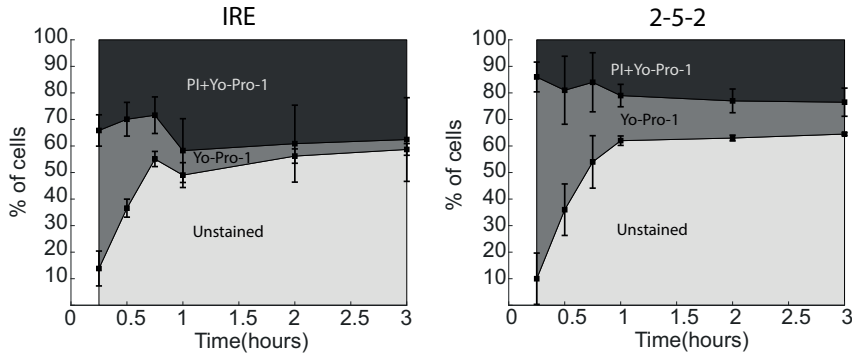 IRE
100
90
80
70
60
50
40
30
20
10
% of cells
PI+Yo-Pro-1
Yo-Pro-1
Unstained
0 0.5 1 1.5 2 2.5 3
Time(hours)
2-5-2
100
90
80
70
60
50
40
30
20
10
% of cells
PI+Yo-Pro-1
Yo-Pro-1
Unstained
0 0.5 1 1.5 2 2.5 3
Time(hours)